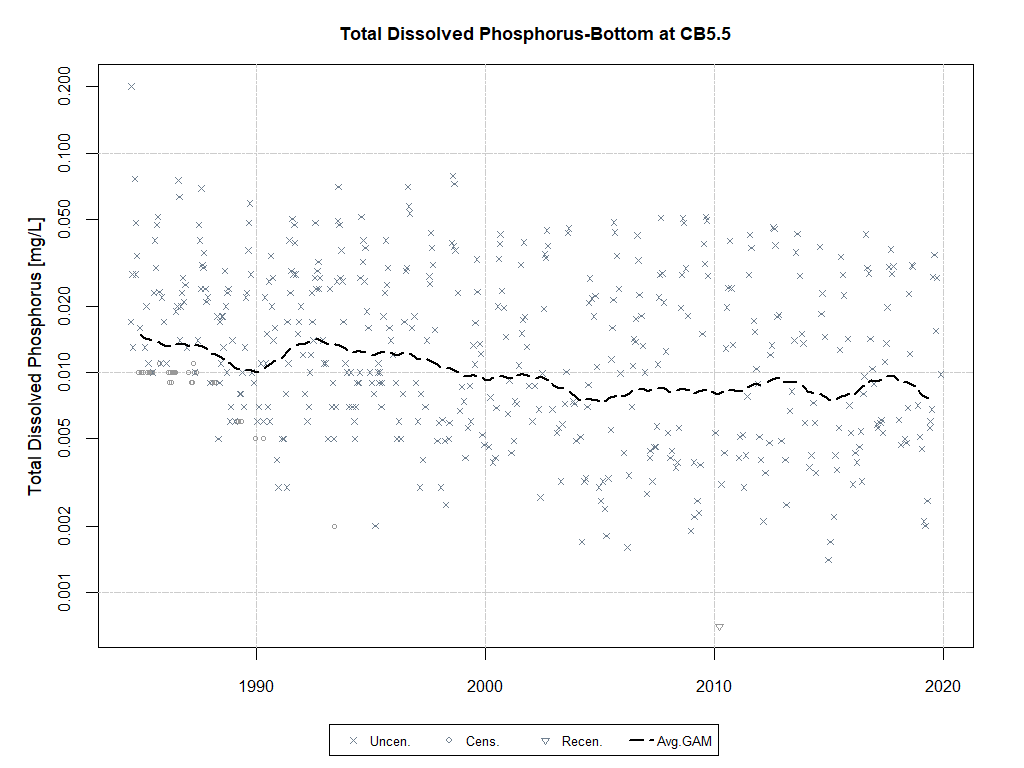 Total Dissolved Phosphorus-Bottom at CB5.5
Total Dissolved Phosphorus [mg/L]
0.200
0.100
0.050
0.020
0.010
0.005
0.002
0.001
1990 2000 2010 2020
Uncen. Cens. Recen. Avg.GAM